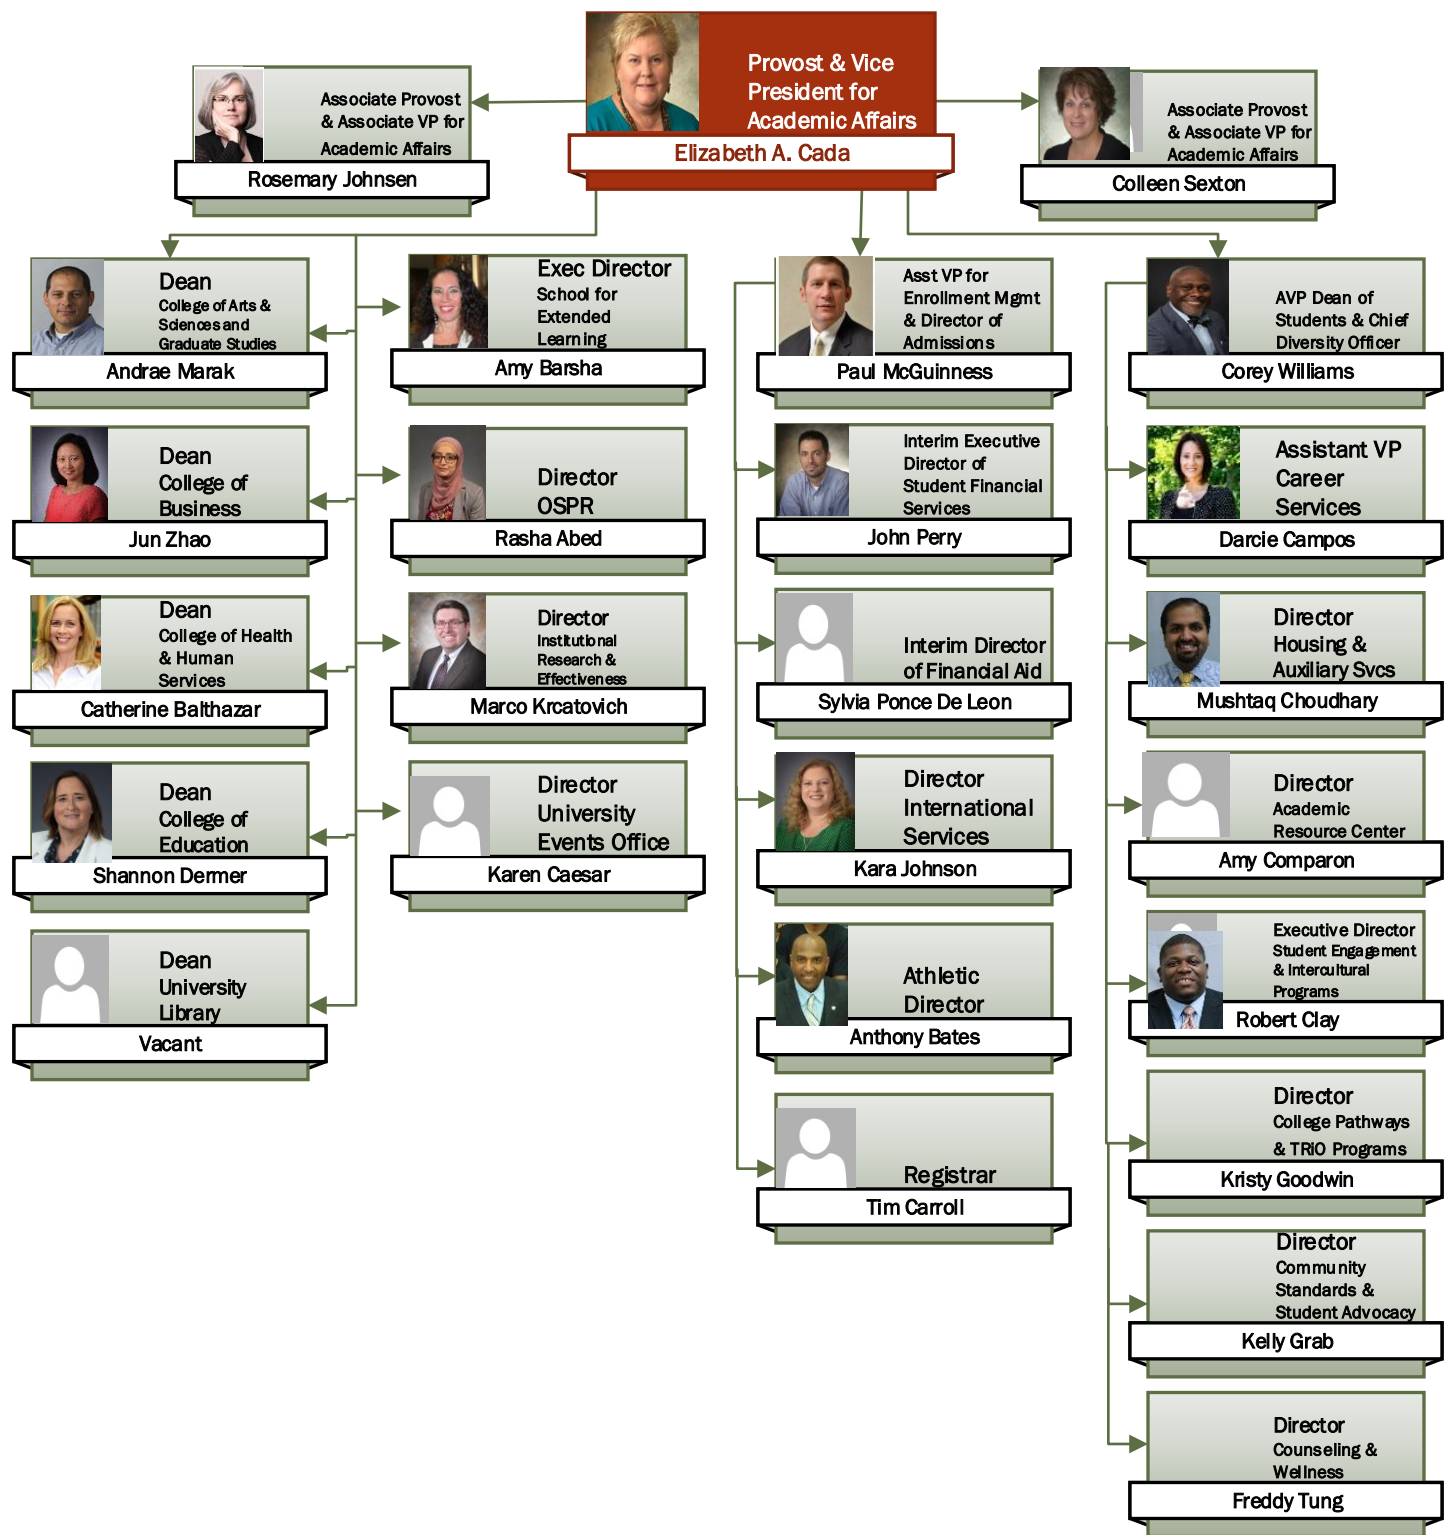 Provost & Vice
President for
Academic Affairs
Elizabeth A. Cada
Associate Provost
& Associate VP for
Academic Affairs
Rosemary Johnsen
Associate Provost
& Associate VP for
Academic Affairs
Colleen Sexton
Dean
College of Arts &
Sciences and
Graduate Studies
Andrae Marak
Dean
College of
Business
Jun Zhao
Dean
College of Health
& Human
Services
Catherine Balthazar
Dean
College of
Education
Shannon Dermer
Dean
University
Library
Vacant
Exec Director
School for
Extended
Learning
Amy Barsha
Director
OSPR
Rasha Abed
Director
Institutional
Research &
Effectiveness
Marco Krcatovich
Director
University
Events Office
Karen Caesar
Asst VP for
Enrollment Mgmt
& Director of
Admissions
Paul McGuinness
Interim Executive
Director of
Student Financial
Services
John Perry
Interim Director
of Financial Aid
Sylvia Ponce De Leon
Director
International
Services
Kara Johnson
Athletic
Director
Anthony Bates
Registrar
Tim Carroll
AVP Dean of
Students & Chief
Diversity Officer
Corey Williams
Assistant VP
Career
Services
Darcie Campos
Director
Housing &
Auxiliary Svcs
Mushtaq Choudhary
Director
Academic
Resource Center
Amy Comparon
Executive Director
Student Engagement
& Intercultural
Programs
Robert Clay
Director
College Pathways
& TRiO Programs
Kristy Goodwin
Director
Community
Standards &
Student Advocacy
Kelly Grab
Director
Counseling &
Wellness
Freddy Tung